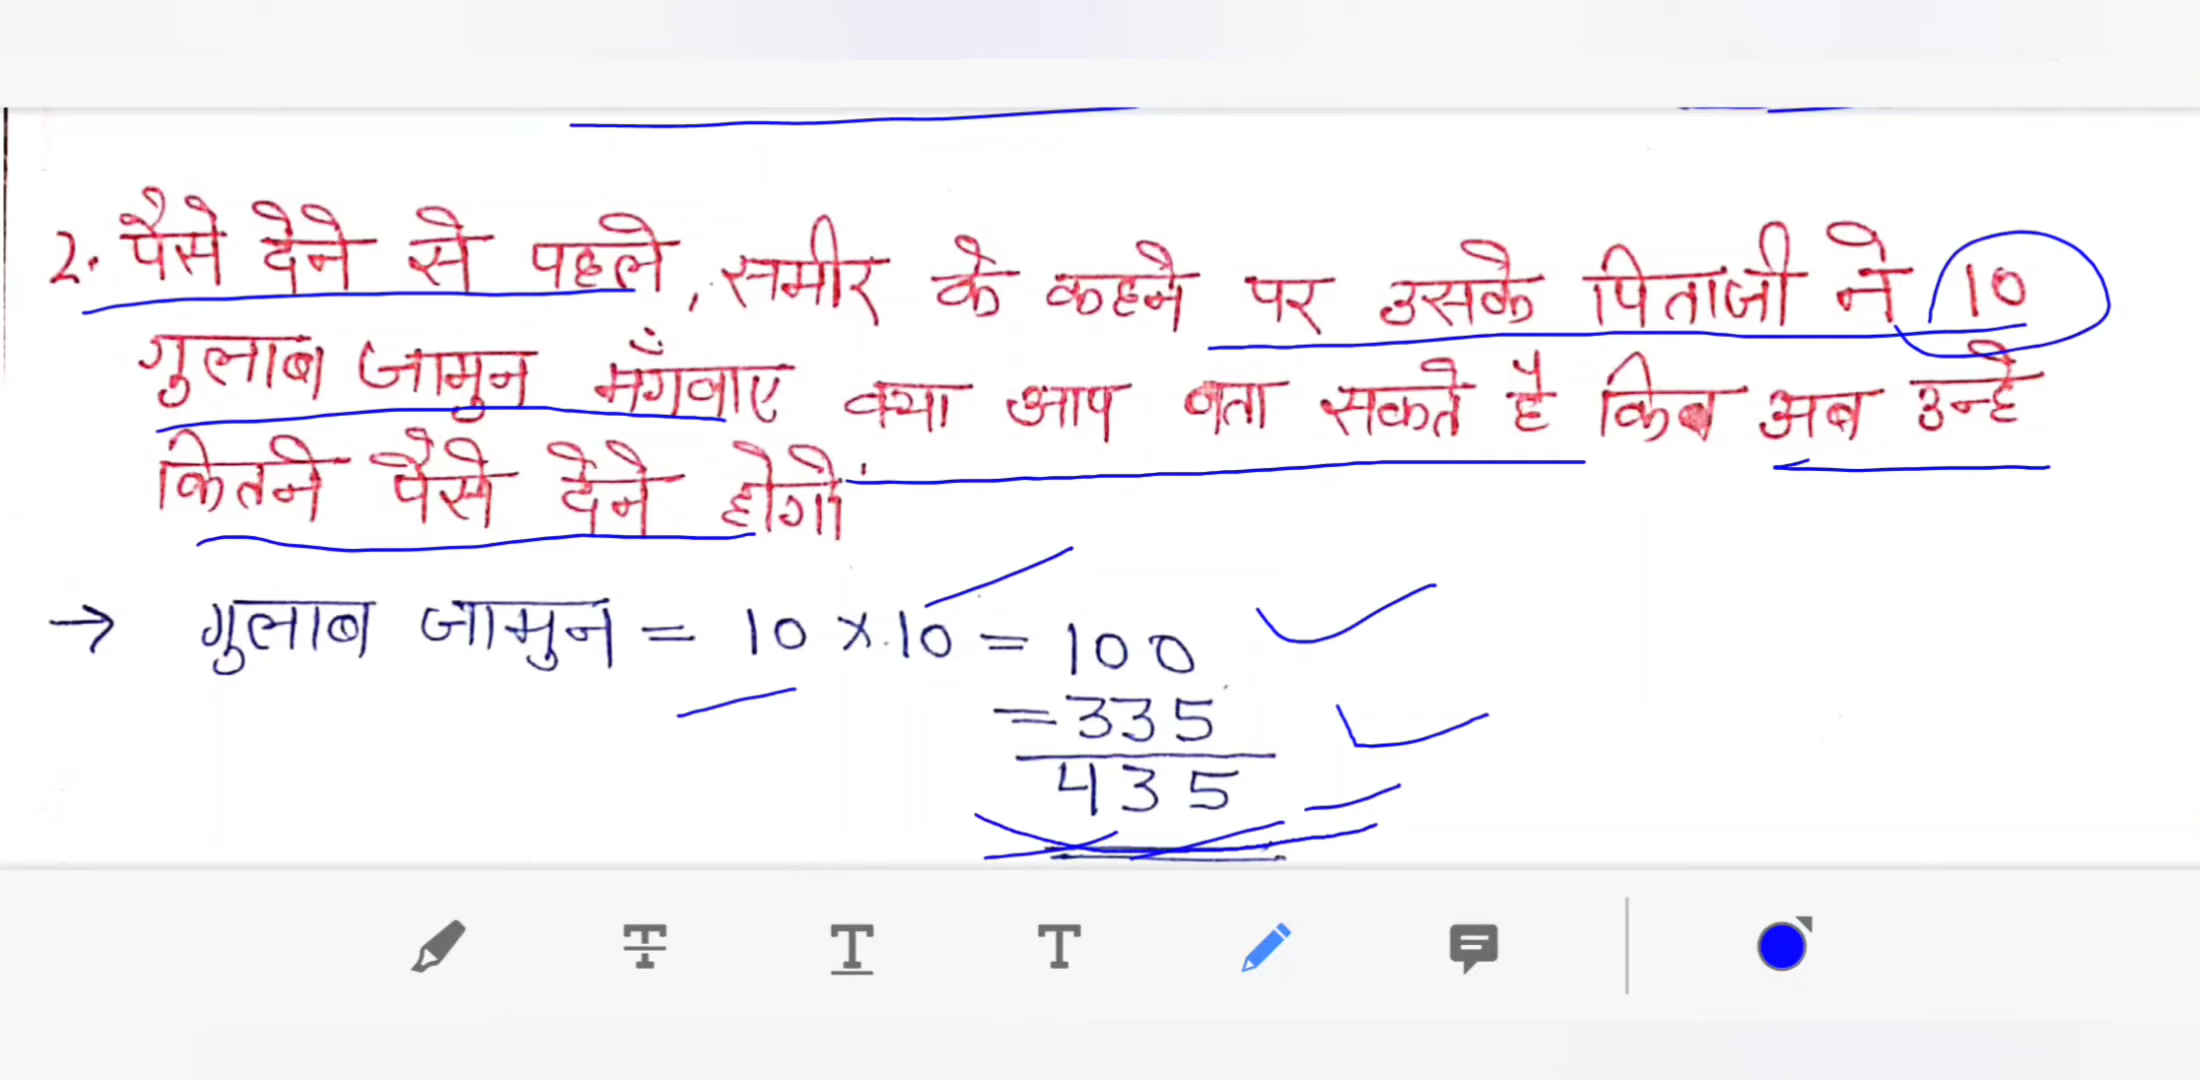 2. पैसे देने से पहले, समीर के कहने पर उसके पिताजी ने 10
गुलाब जामुन मँगवाए क्या आप बता सकते है कि अब उन्हे
कितने पैसे देने होगों
→ गुलाब जामुन = 10 x 10 = 100
= 335
435